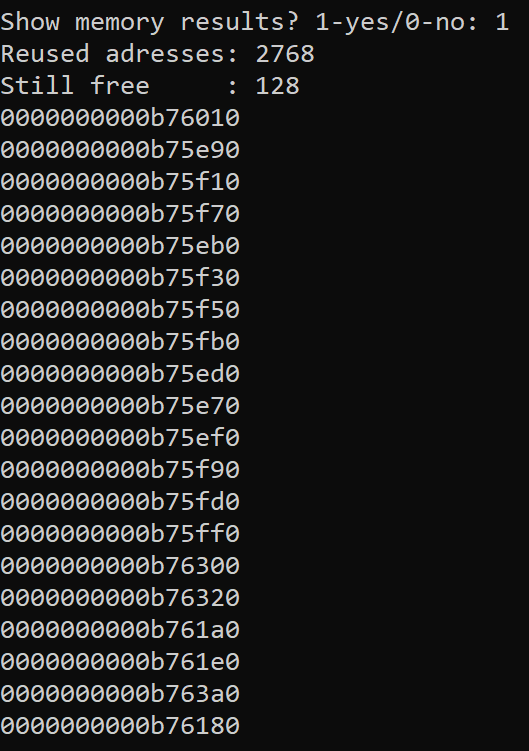 Show memory results? 1-yes/0-no: 1
Reused adresses: 2768
Still free     : 128
0000000000b76010
0000000000b75e90
0000000000b75f10
0000000000b75f70
0000000000b75eb0
0000000000b75f30
0000000000b75f50
0000000000b75fb0
0000000000b75ed0
0000000000b75e70
0000000000b75ef0
0000000000b75f90
0000000000b75fd0
0000000000b75ff0
0000000000b76300
0000000000b76320
0000000000b761a0
0000000000b761e0
0000000000b763a0
0000000000b76180